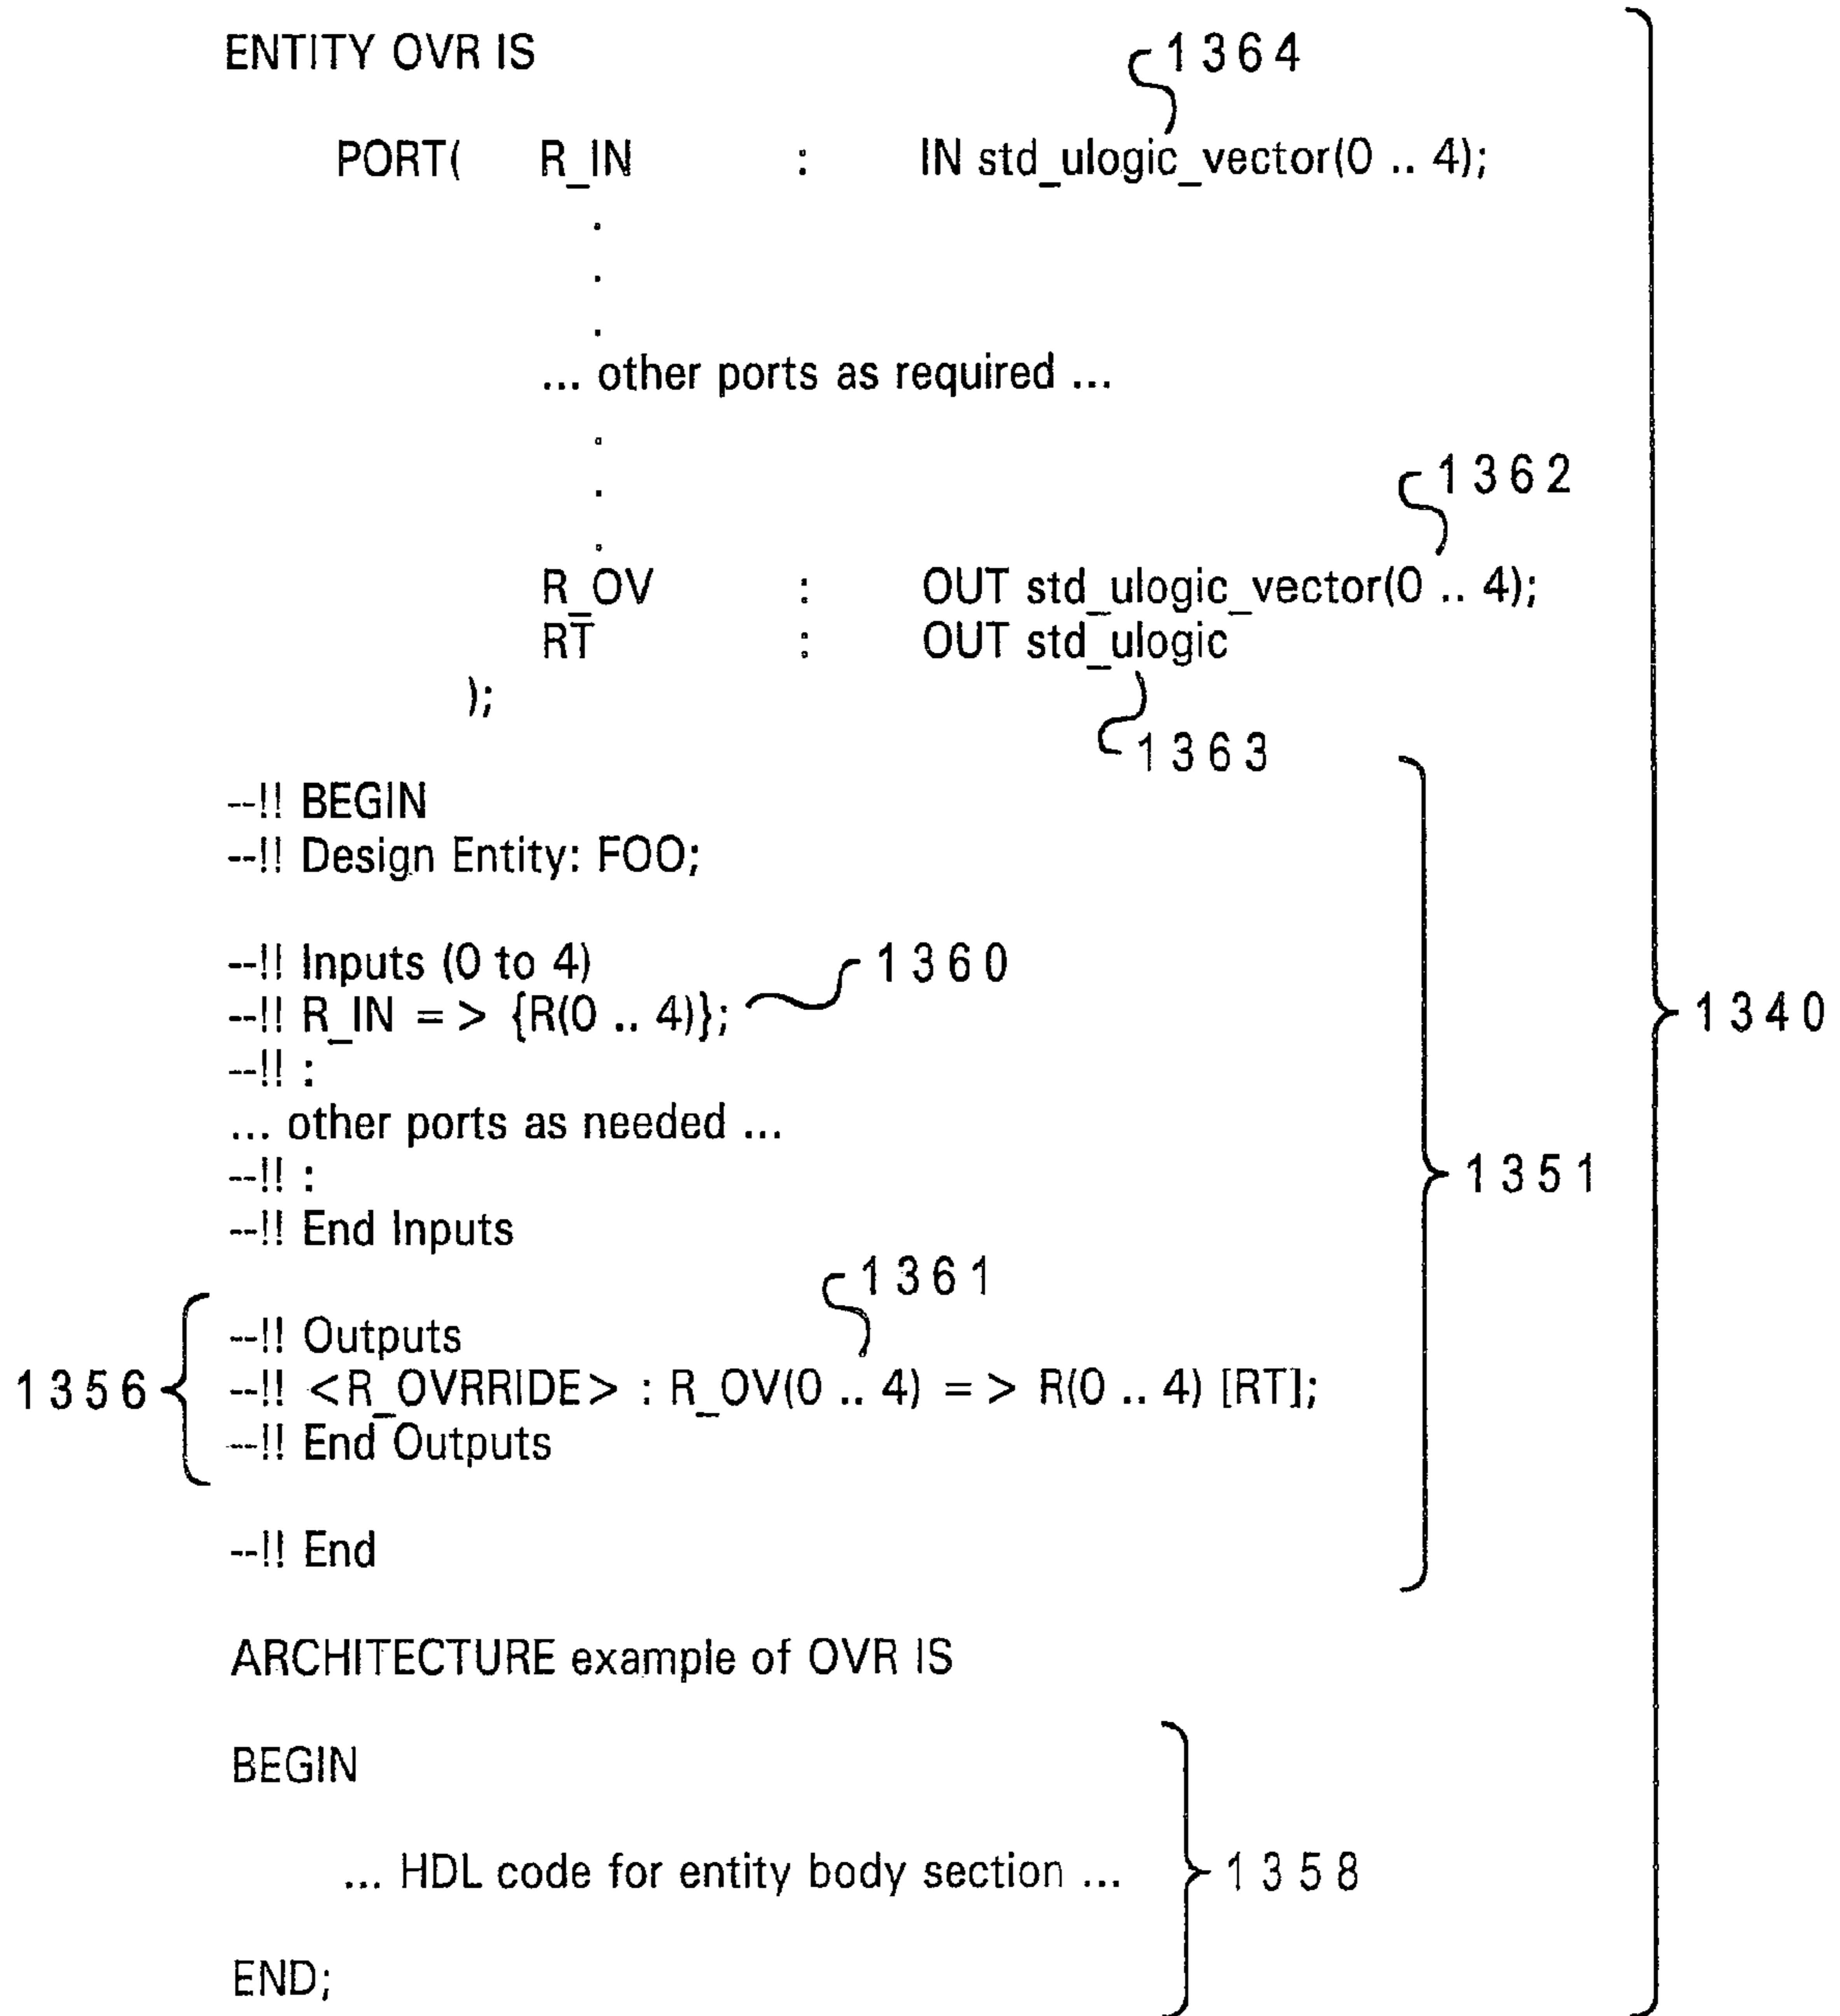 ENTITY OVR IS
1364
PORT( R_IN : IN std_ulogic_vector(0 .. 4);
.
.
.
... other ports as required ...
.
.
.
1362
R_OV : OUT std_ulogic_vector(0 .. 4);
RT : OUT std_ulogic
);
1363
--!! BEGIN
--!! Design Entity: FOO;
--!! Inputs (0 to 4)
--!! R_IN = > {R(0 .. 4)}; 1360
1340
--!! :
... other ports as needed ...
--!! :
1351
--!! End Inputs
1361
--!! Outputs
1356 --!! <R_OVRRIDE> : R_OV(0 .. 4) = > R(0 .. 4) [RT];
--!! End Outputs
--!! End
ARCHITECTURE example of OVR IS
BEGIN
... HDL code for entity body section ... 1358
END;